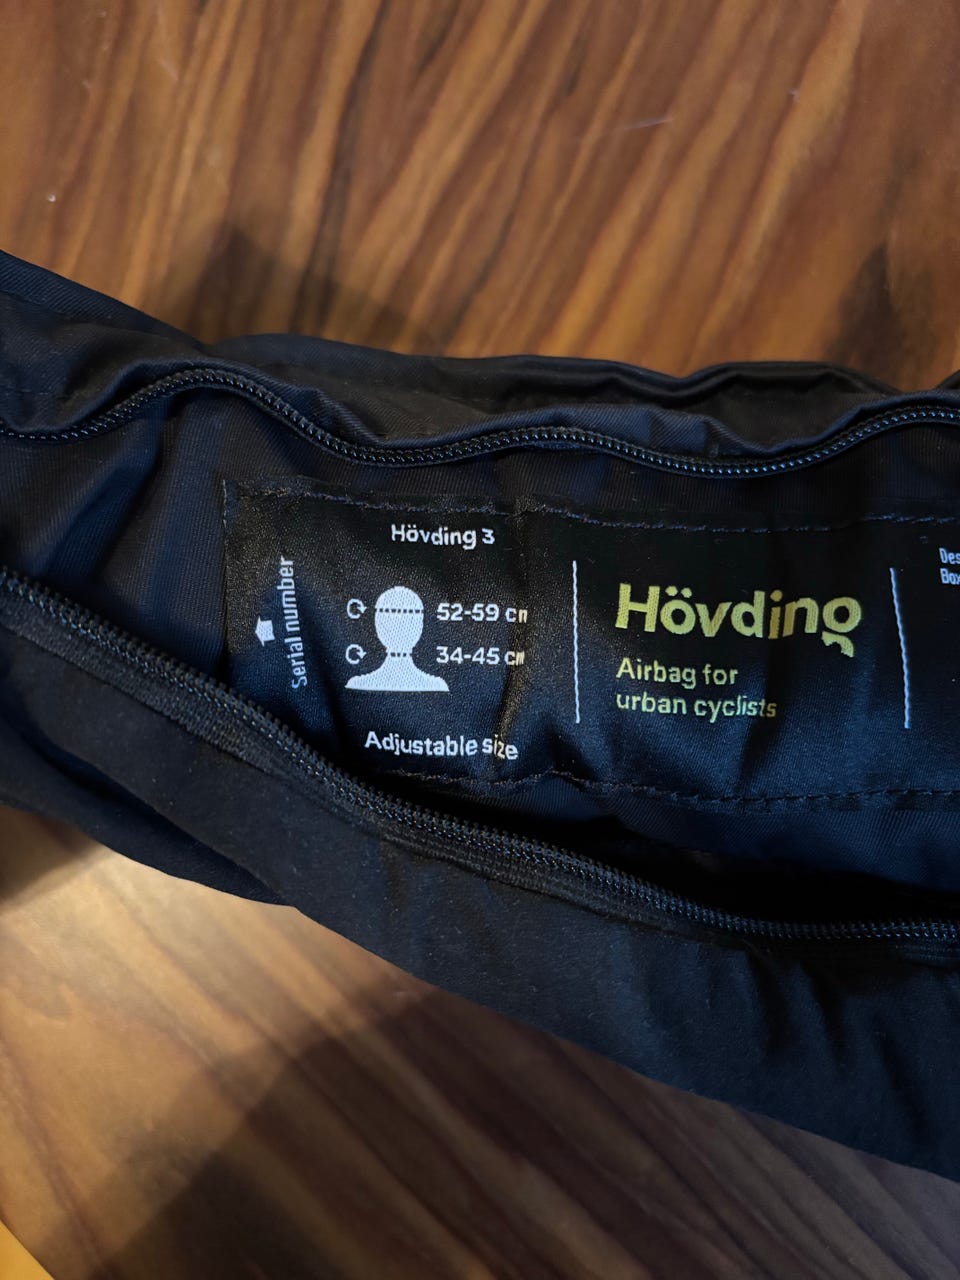 Hövding 3
Serial number
52-59 cm
34-45 cm
Adjustable size
Hövding
Airbag for
urban cyclists